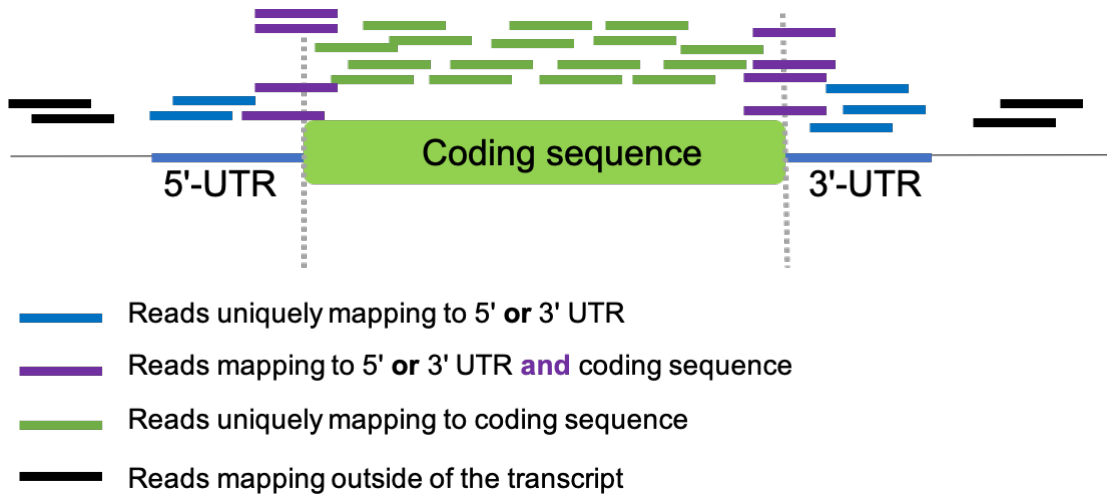 Coding sequence
5'-UTR
3'-UTR
Reads uniquely mapping to 5' or 3' UTR
Reads mapping to 5' or 3' UTR and coding sequence
Reads uniquely mapping to coding sequence
Reads mapping outside of the transcript